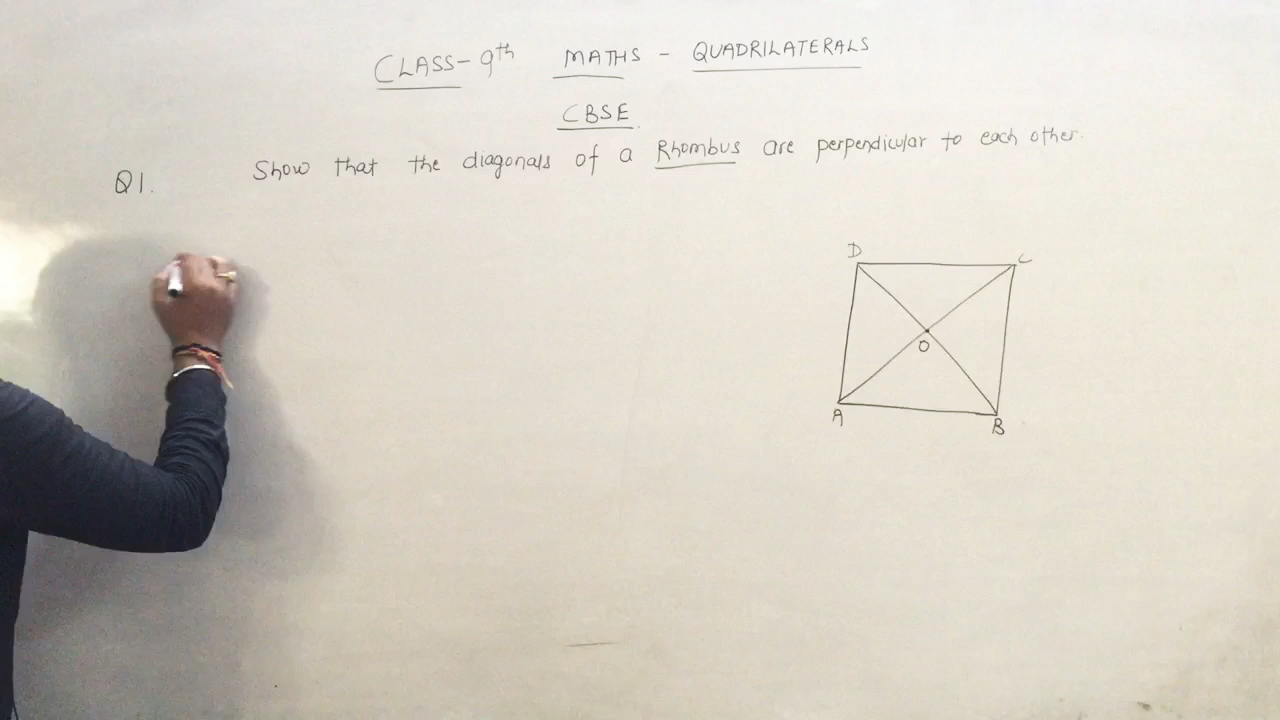 CLASS-9th MATHS - QUADRILATERALS
CBSE
Q1. Show that the diagonals of a Rhombus are perpendicular to each other.
D C
O
A B